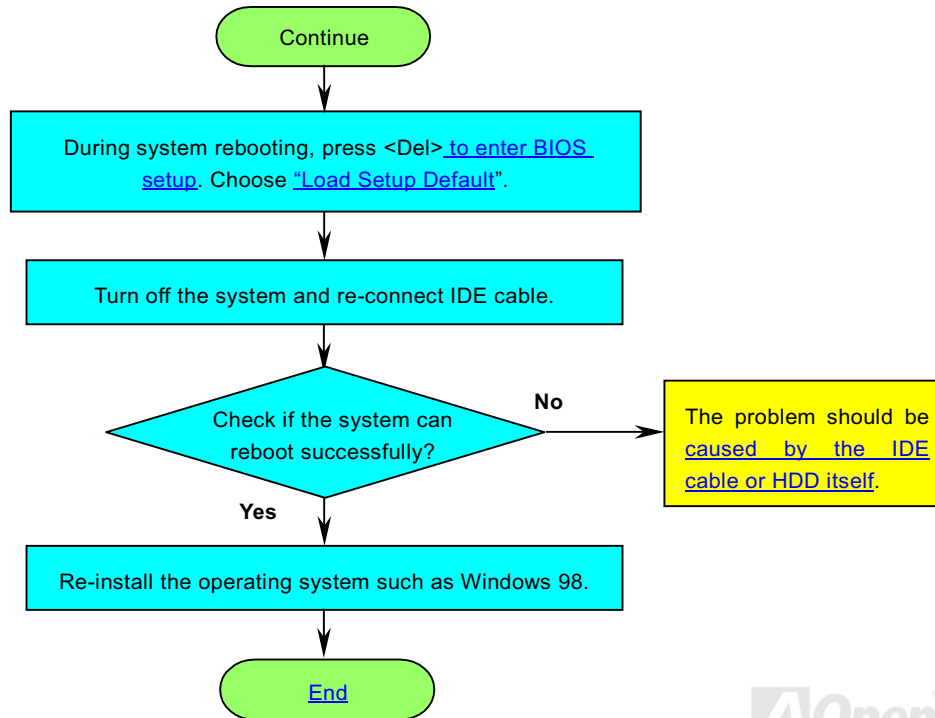 Continue
During system rebooting, press <Del> to enter BIOS
setup. Choose “Load Setup Default”.
Turn off the system and re-connect IDE cable.
Check if the system can
reboot successfully?
No
The problem should be
caused by the IDE
cable or HDD itself.
Yes
Re-install the operating system such as Windows 98.
End
AOpen